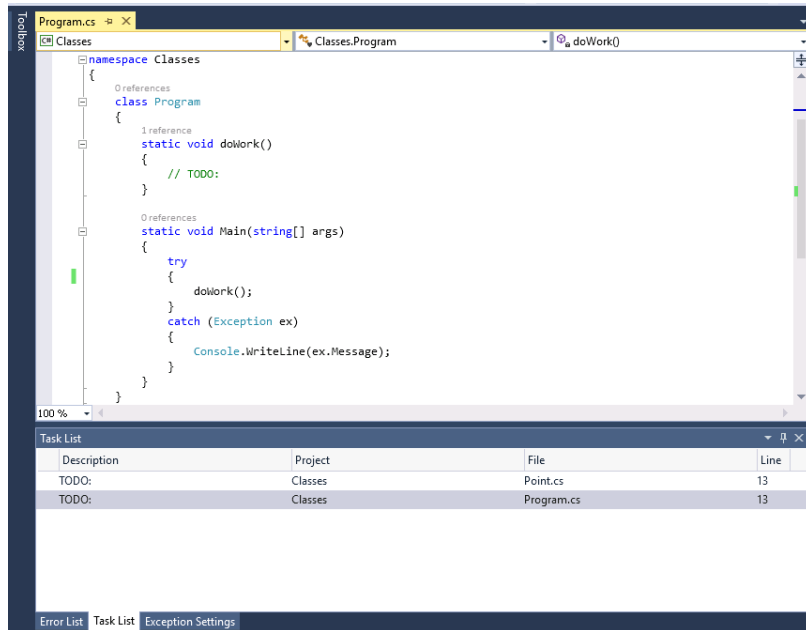 Toolbox
Program.cs
C# Classes Classes.Program doWork()
namespace Classes
{
0 references
class Program
{
1 reference
static void doWork()
{
// TODO:
}
0 references
static void Main(string[] args)
{
try
{
doWork();
}
catch (Exception ex)
{
Console.WriteLine(ex.Message);
}
}
}
100 %
Task List
Description Project File Line
TODO: Classes Point.cs 13
TODO: Classes Program.cs 13
Error List Task List Exception Settings